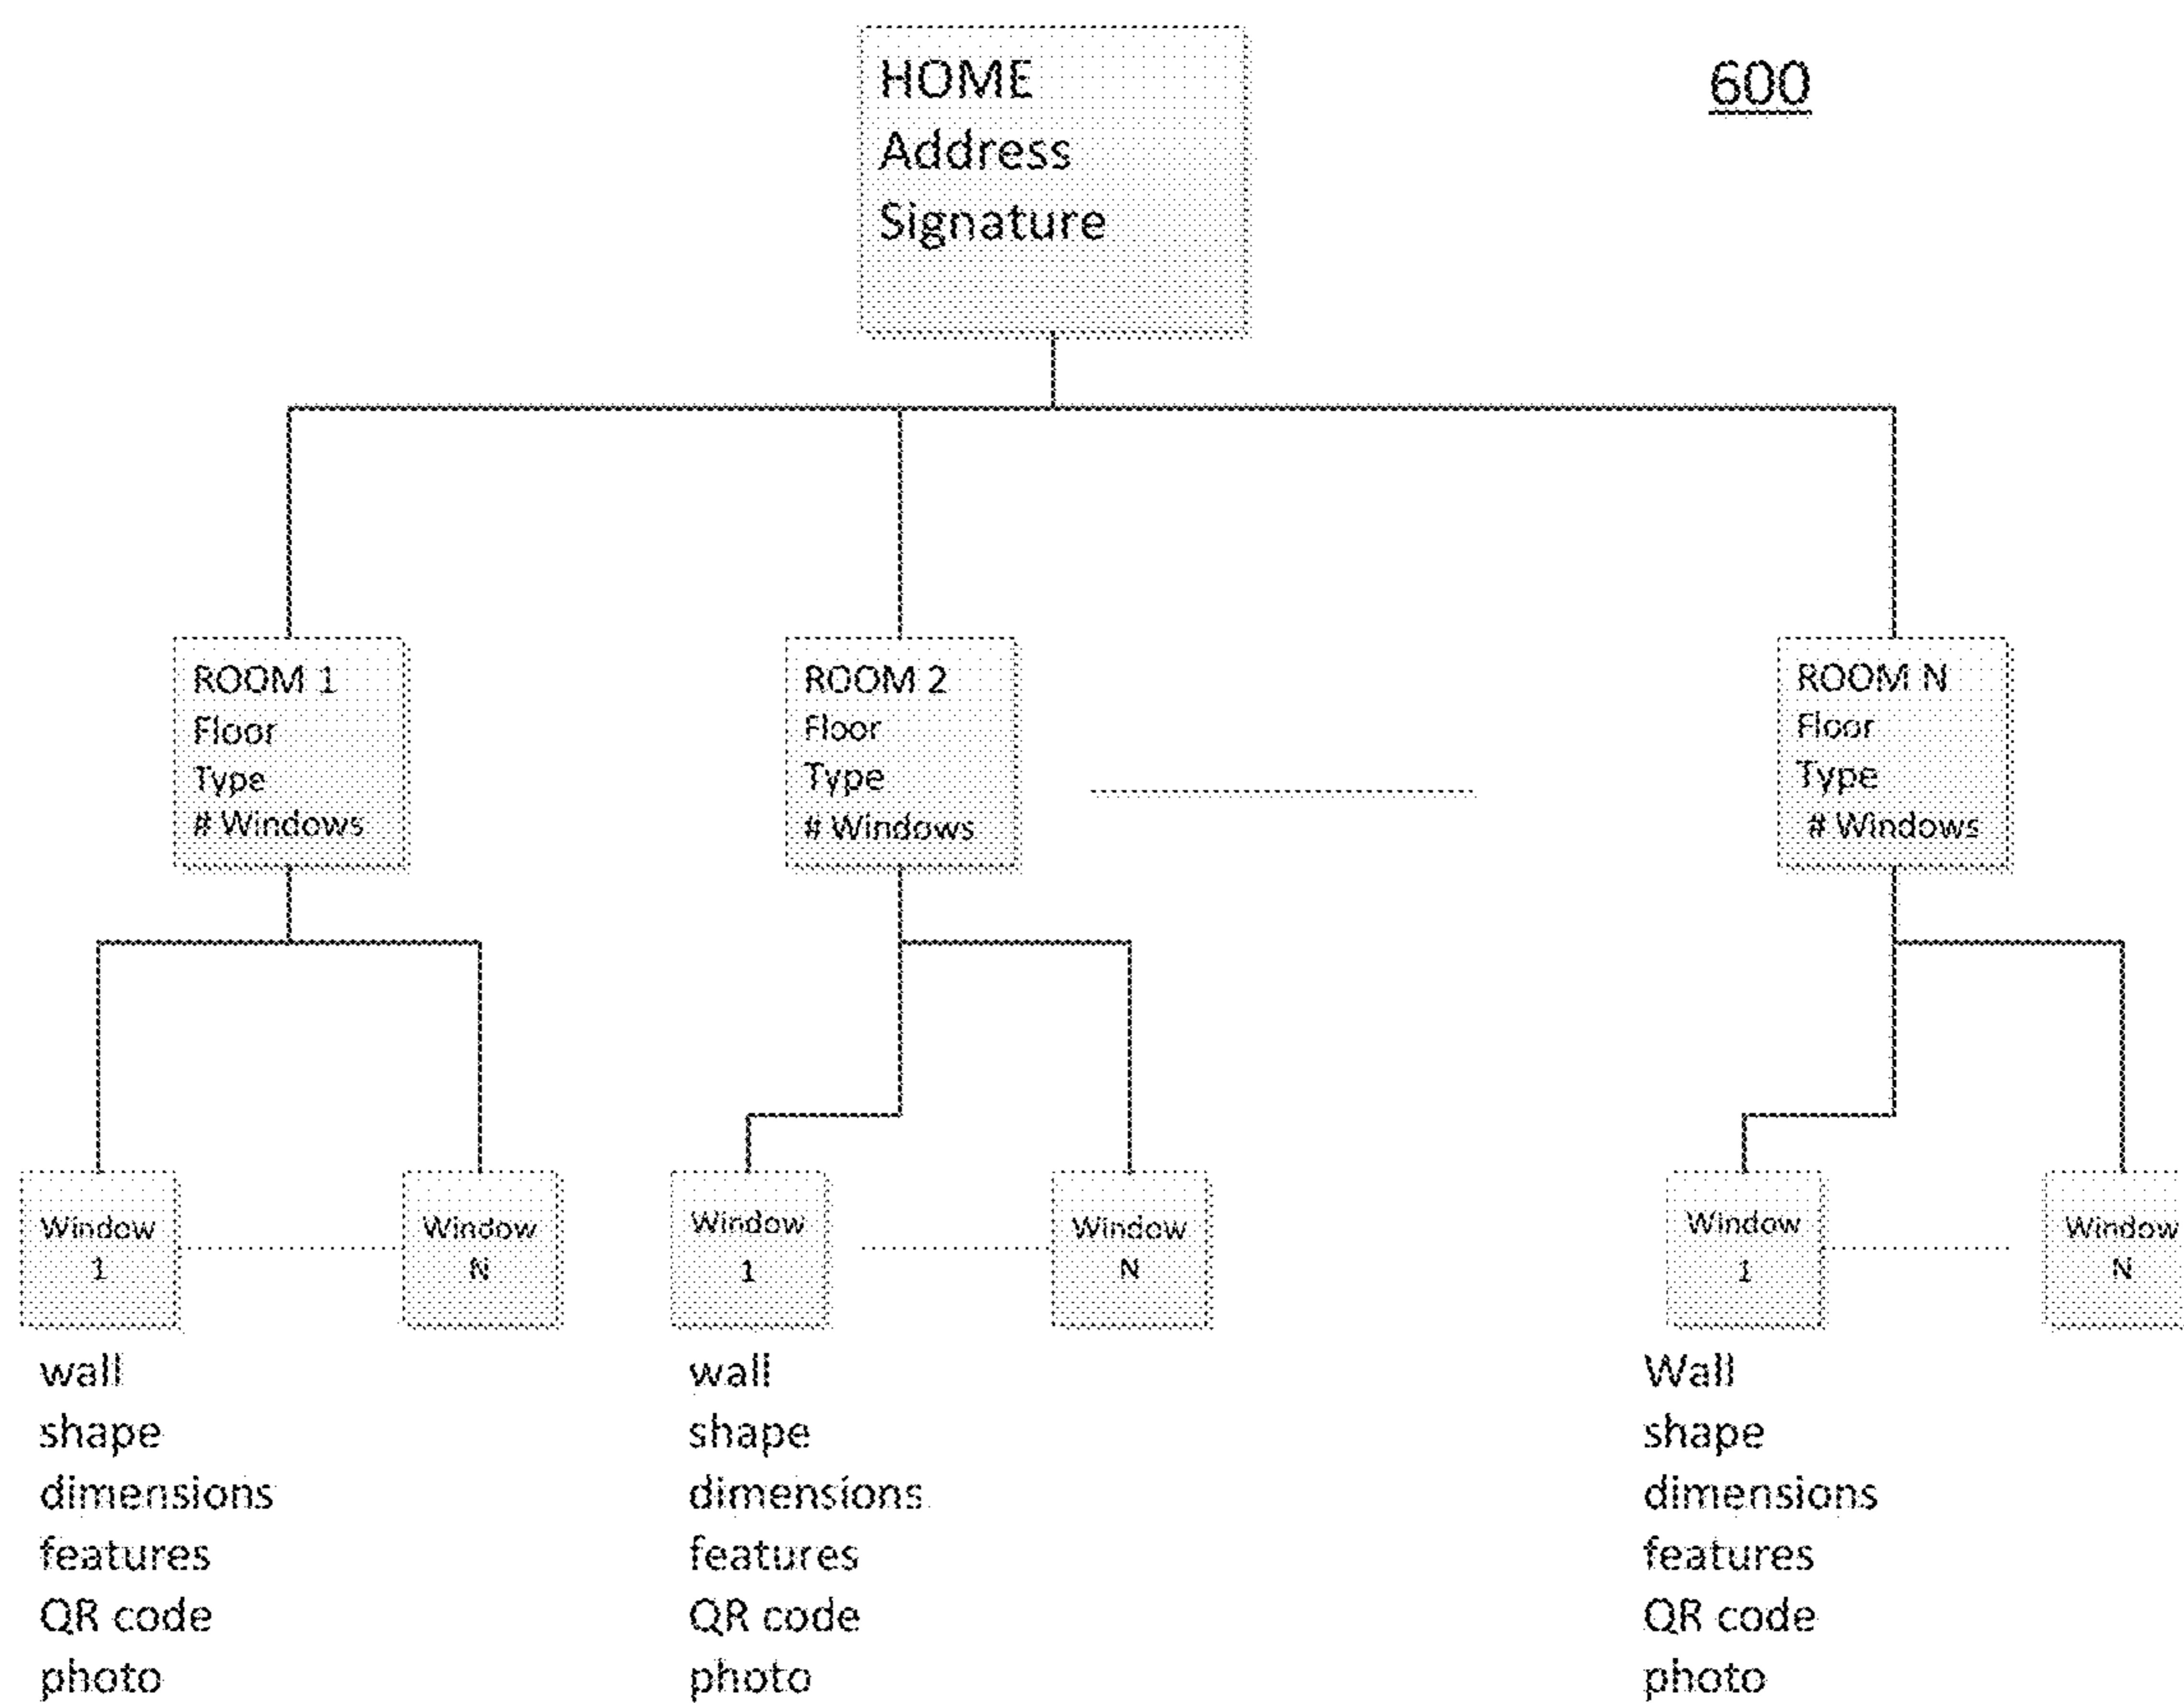 HOME
Address
Signature
600
ROOM 1
Floor
Type
# Windows
ROOM 2
Floor
Type
# Windows
ROOM N
Floor
Type
# Windows
Window
1
Window
N
Window
1
Window
N
Window
1
Window
N
wall
shape
dimensions
features
QR code
photo
wall
shape
dimensions
features
QR code
photo
Wall
shape
dimensions
features
QR code
photo